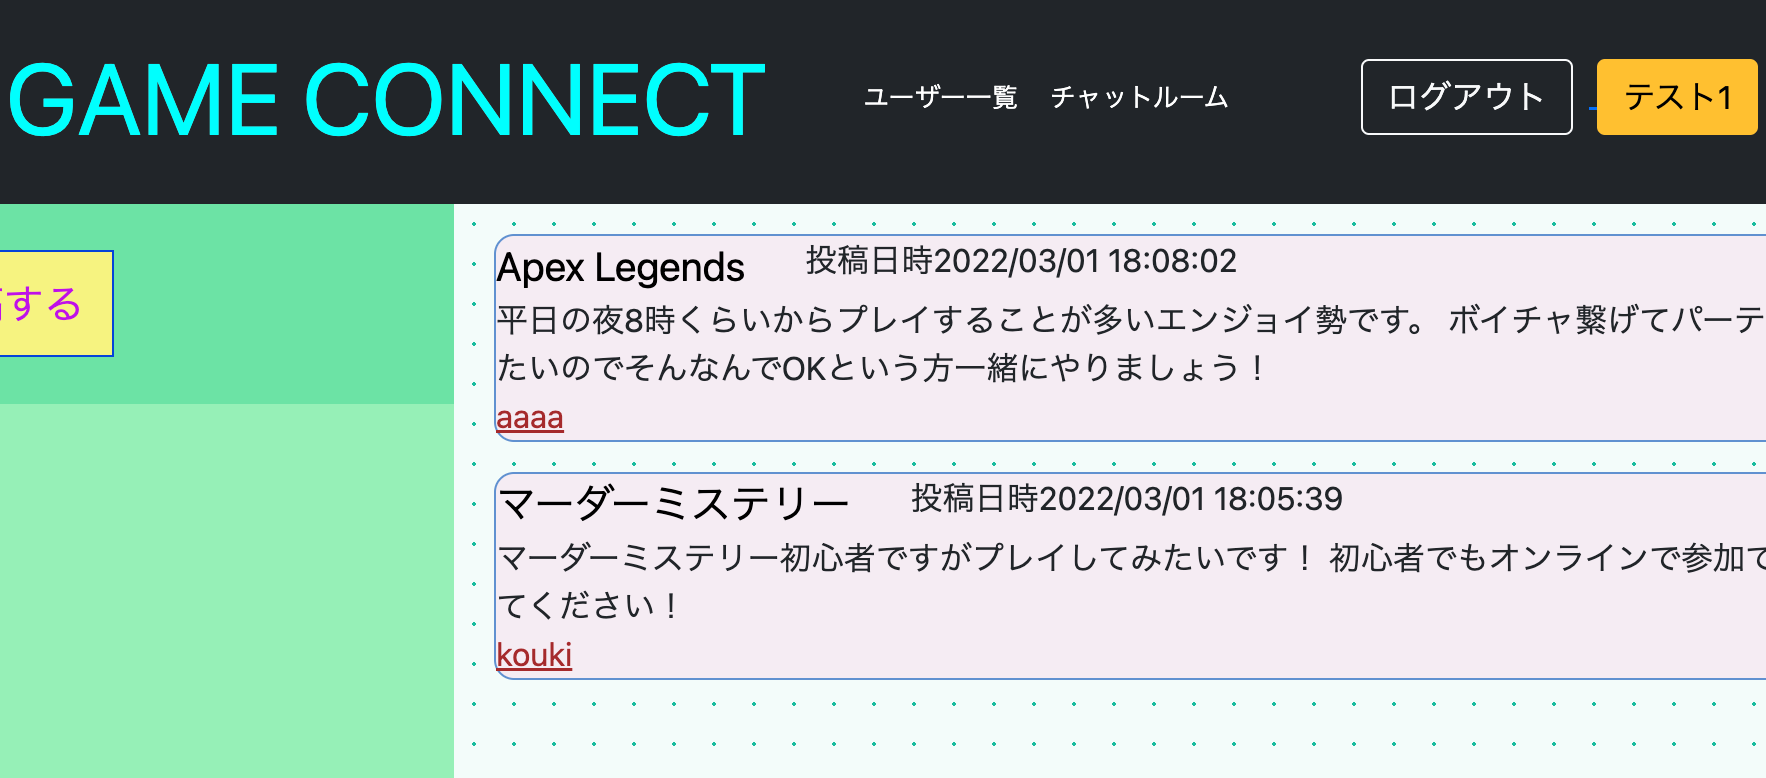 GAME CONNECT
ユーザー一覧 チャットルーム
ログアウト
テスト1
する
Apex Legends 投稿日時2022/03/01 18:08:02
平日の夜8時くらいからプレイすることが多いエンジョイ勢です。 ボイチャ繋げてパーテ
たいのでそんなんでOKという方一緒にやりましょう！
aaaa
マーダーミステリー 投稿日時2022/03/01 18:05:39
マーダーミステリー初心者ですがプレイしてみたいです！ 初心者でもオンラインで参加で
てください！
kouki